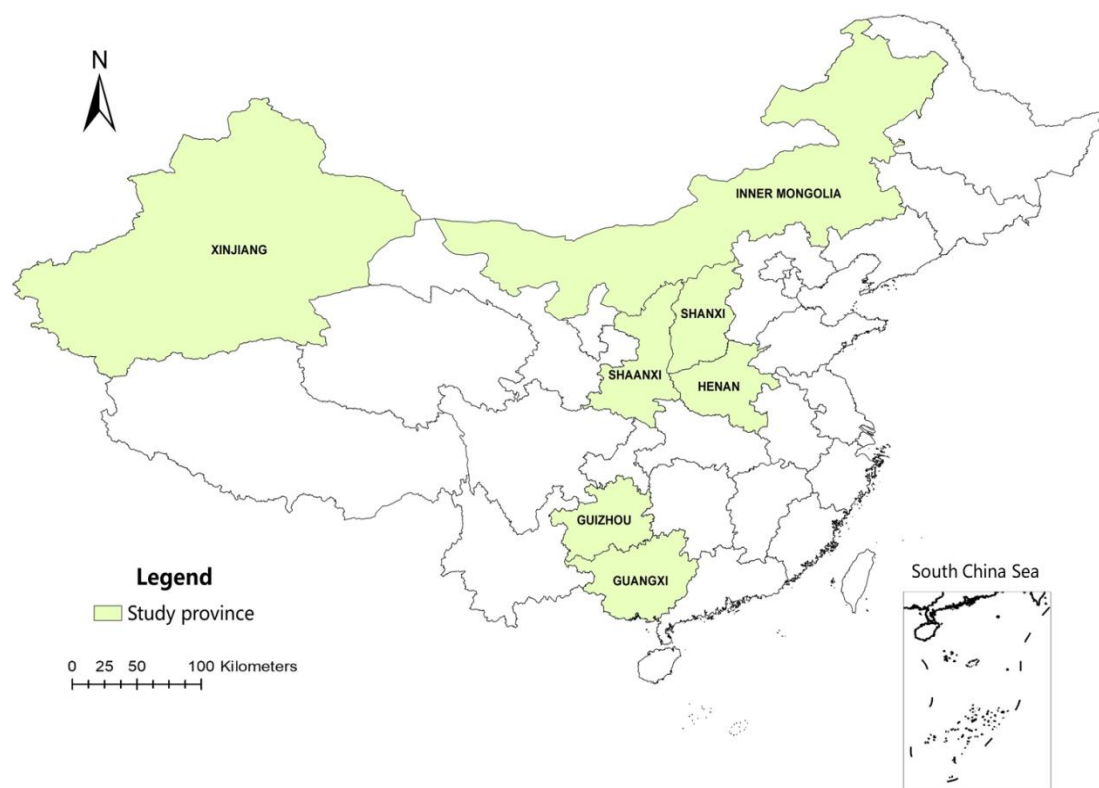 N
INNER MONGOLIA
XINJIANG
SHANXI
SHAANXI
HENAN
GUIZHOU
GUANGXI
Legend
Study province
0 25 50 100 Kilometers
South China Sea